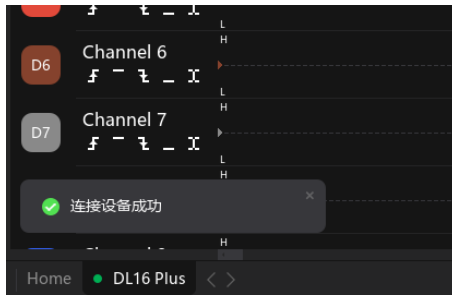 L
H
D6
Channel 6
L
H
D7
Channel 7
L
H
连接设备成功
H
Home
DL16 Plus